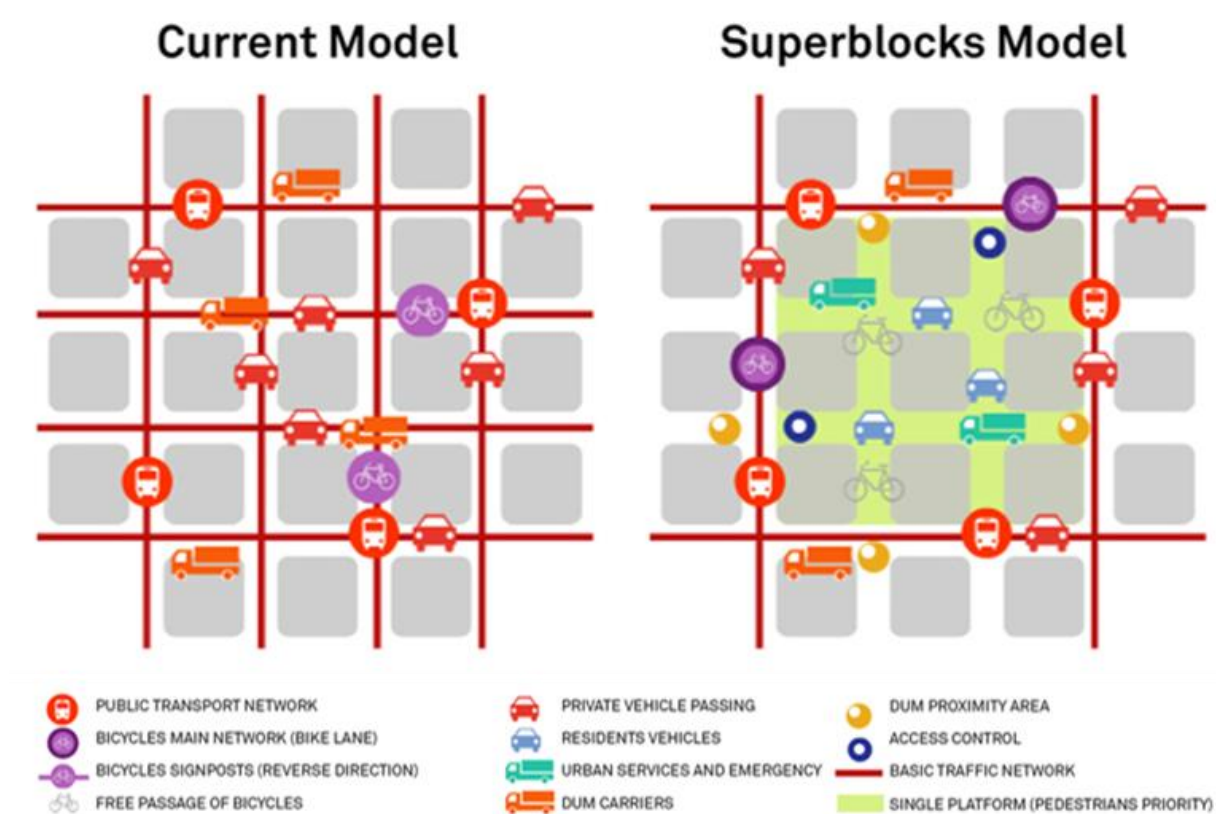 Current Model
Superblocks Model
PUBLIC TRANSPORT NETWORK
BICYCLES MAIN NETWORK (BIKE LANE)
BICYCLES SIGNPOSTS (REVERSE DIRECTION)
FREE PASSAGE OF BICYCLES
PRIVATE VEHICLE PASSING
RESIDENTS VEHICLES
URBAN SERVICES AND EMERGENCY
DUM CARRIERS
DUM PROXIMITY AREA
ACCESS CONTROL
BASIC TRAFFIC NETWORK
SINGLE PLATFORM (PEDESTRIANS PRIORITY)